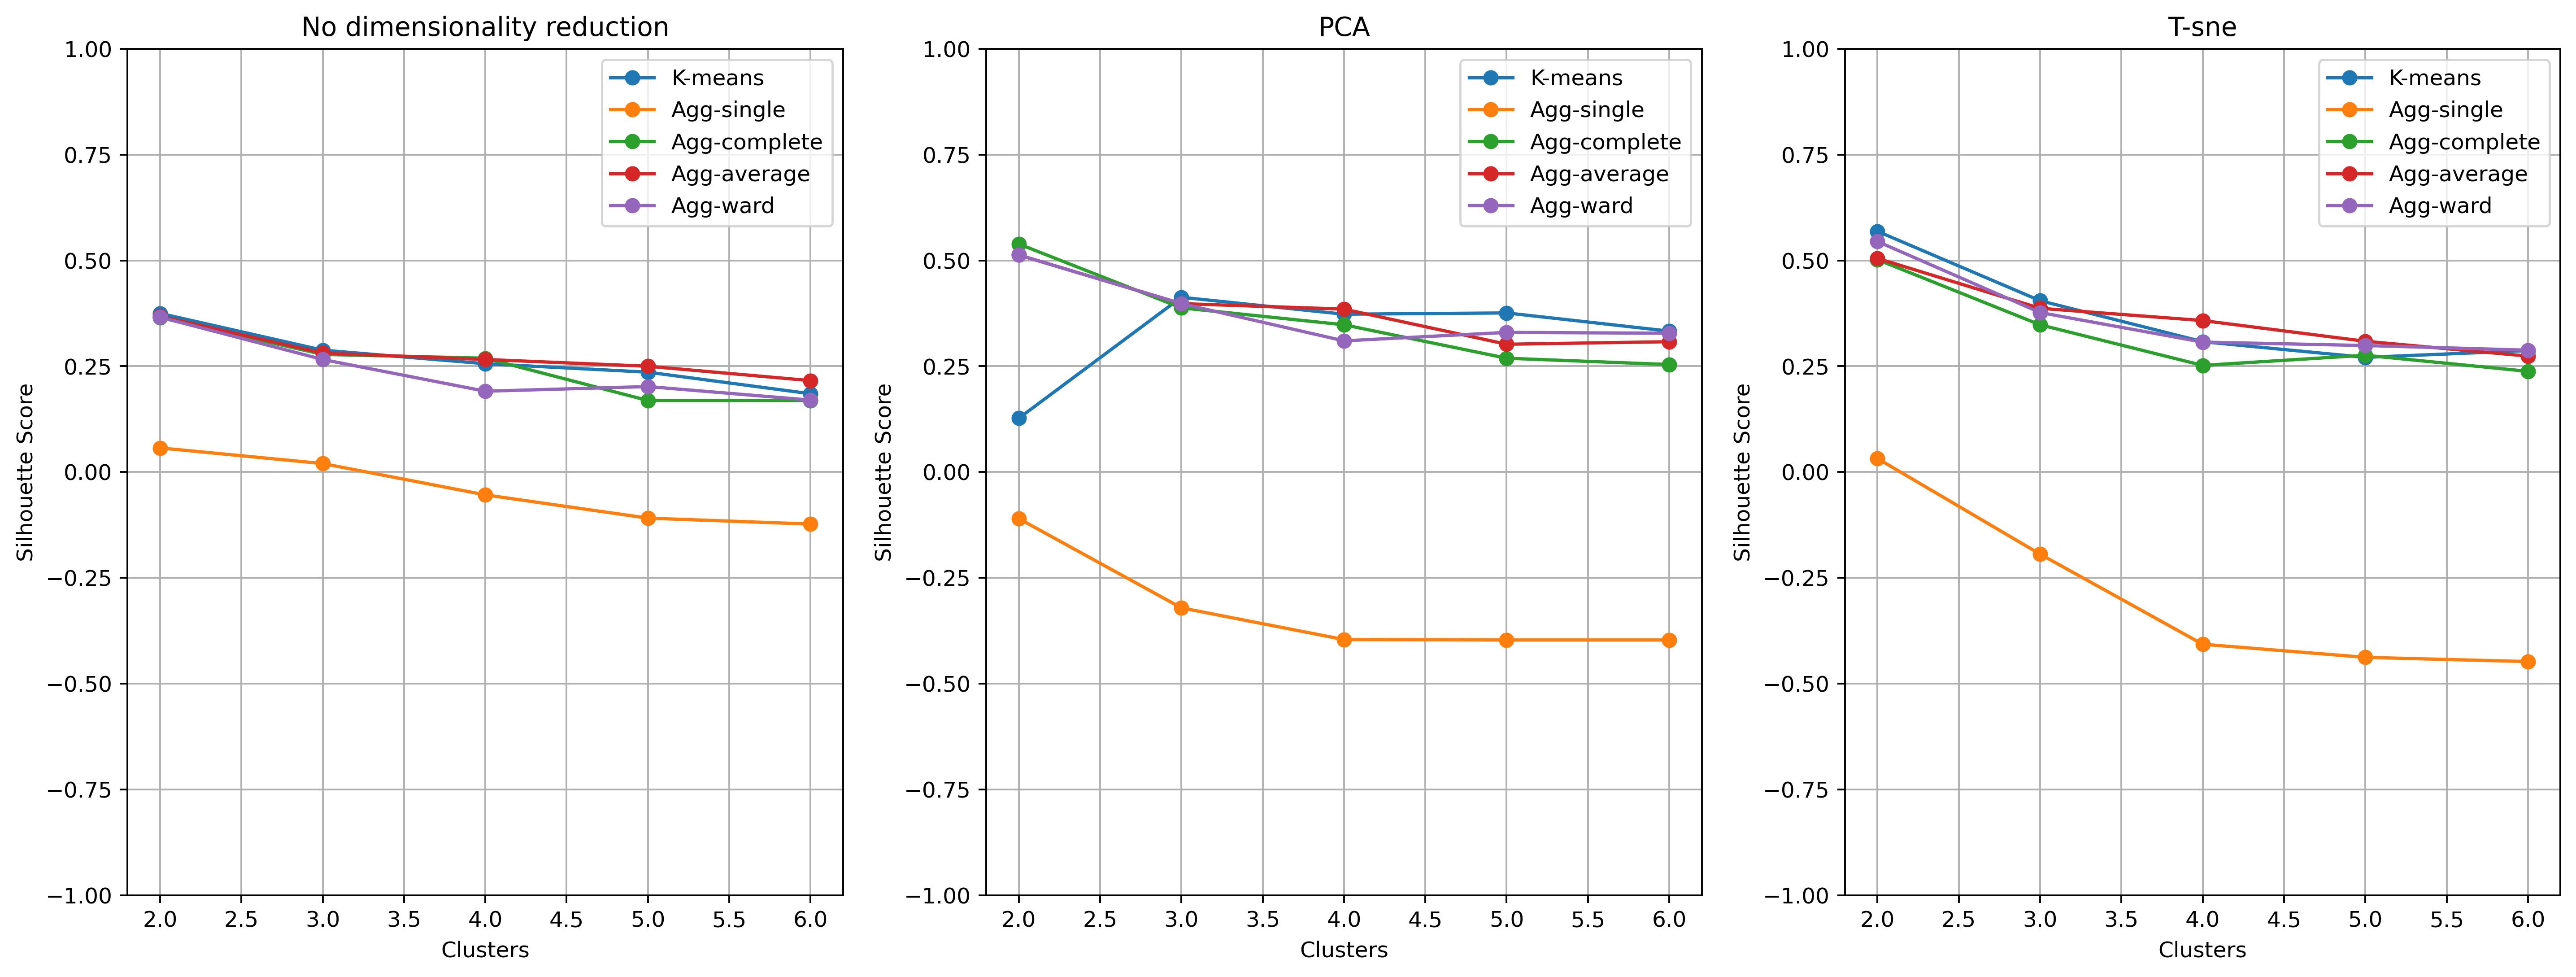 No dimensionality reduction
1.00
0.75
0.50
0.25
0.00
−0.25
−0.50
−0.75
−1.00
Silhouette Score
2.0 2.5 3.0 3.5 4.0 4.5 5.0 5.5 6.0
Clusters
K-means
Agg-single
Agg-complete
Agg-average
Agg-ward
PCA
1.00
0.75
0.50
0.25
0.00
−0.25
−0.50
−0.75
−1.00
Silhouette Score
2.0 2.5 3.0 3.5 4.0 4.5 5.0 5.5 6.0
Clusters
K-means
Agg-single
Agg-complete
Agg-average
Agg-ward
T-sne
1.00
0.75
0.50
0.25
0.00
−0.25
−0.50
−0.75
−1.00
Silhouette Score
2.0 2.5 3.0 3.5 4.0 4.5 5.0 5.5 6.0
Clusters
K-means
Agg-single
Agg-complete
Agg-average
Agg-ward